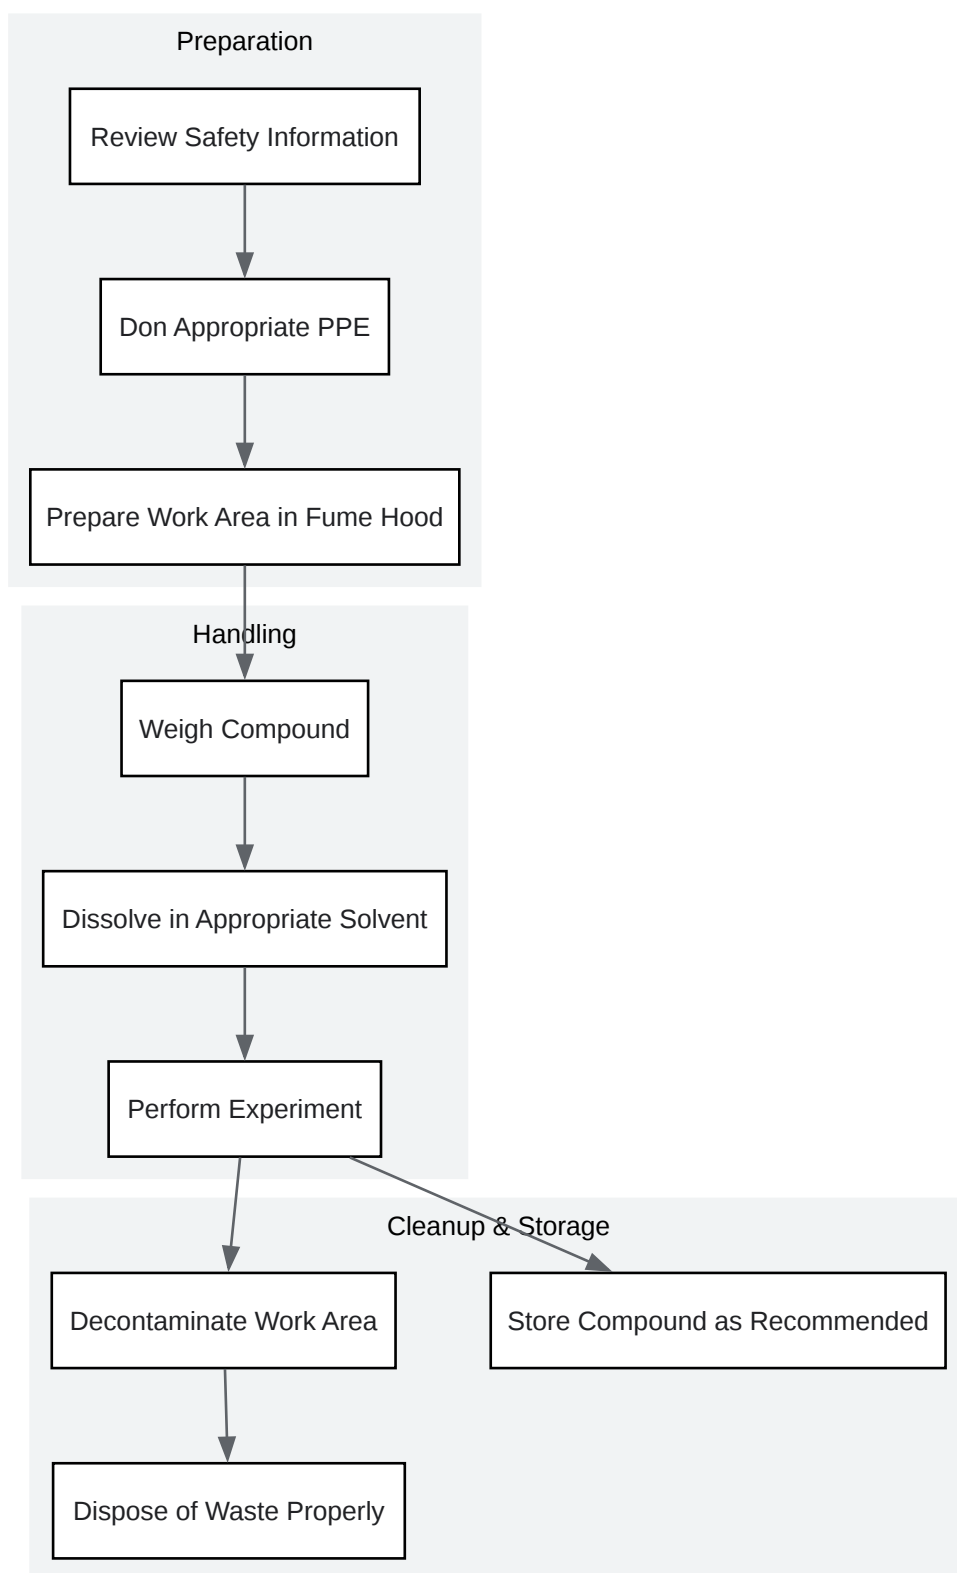 Preparation
Review Safety Information
Don Appropriate PPE
Prepare Work Area in Fume Hood
Handling
Weigh Compound
Dissolve in Appropriate Solvent
Perform Experiment
Cleanup & Storage
Decontaminate Work Area
Store Compound as Recommended
Dispose of Waste Properly